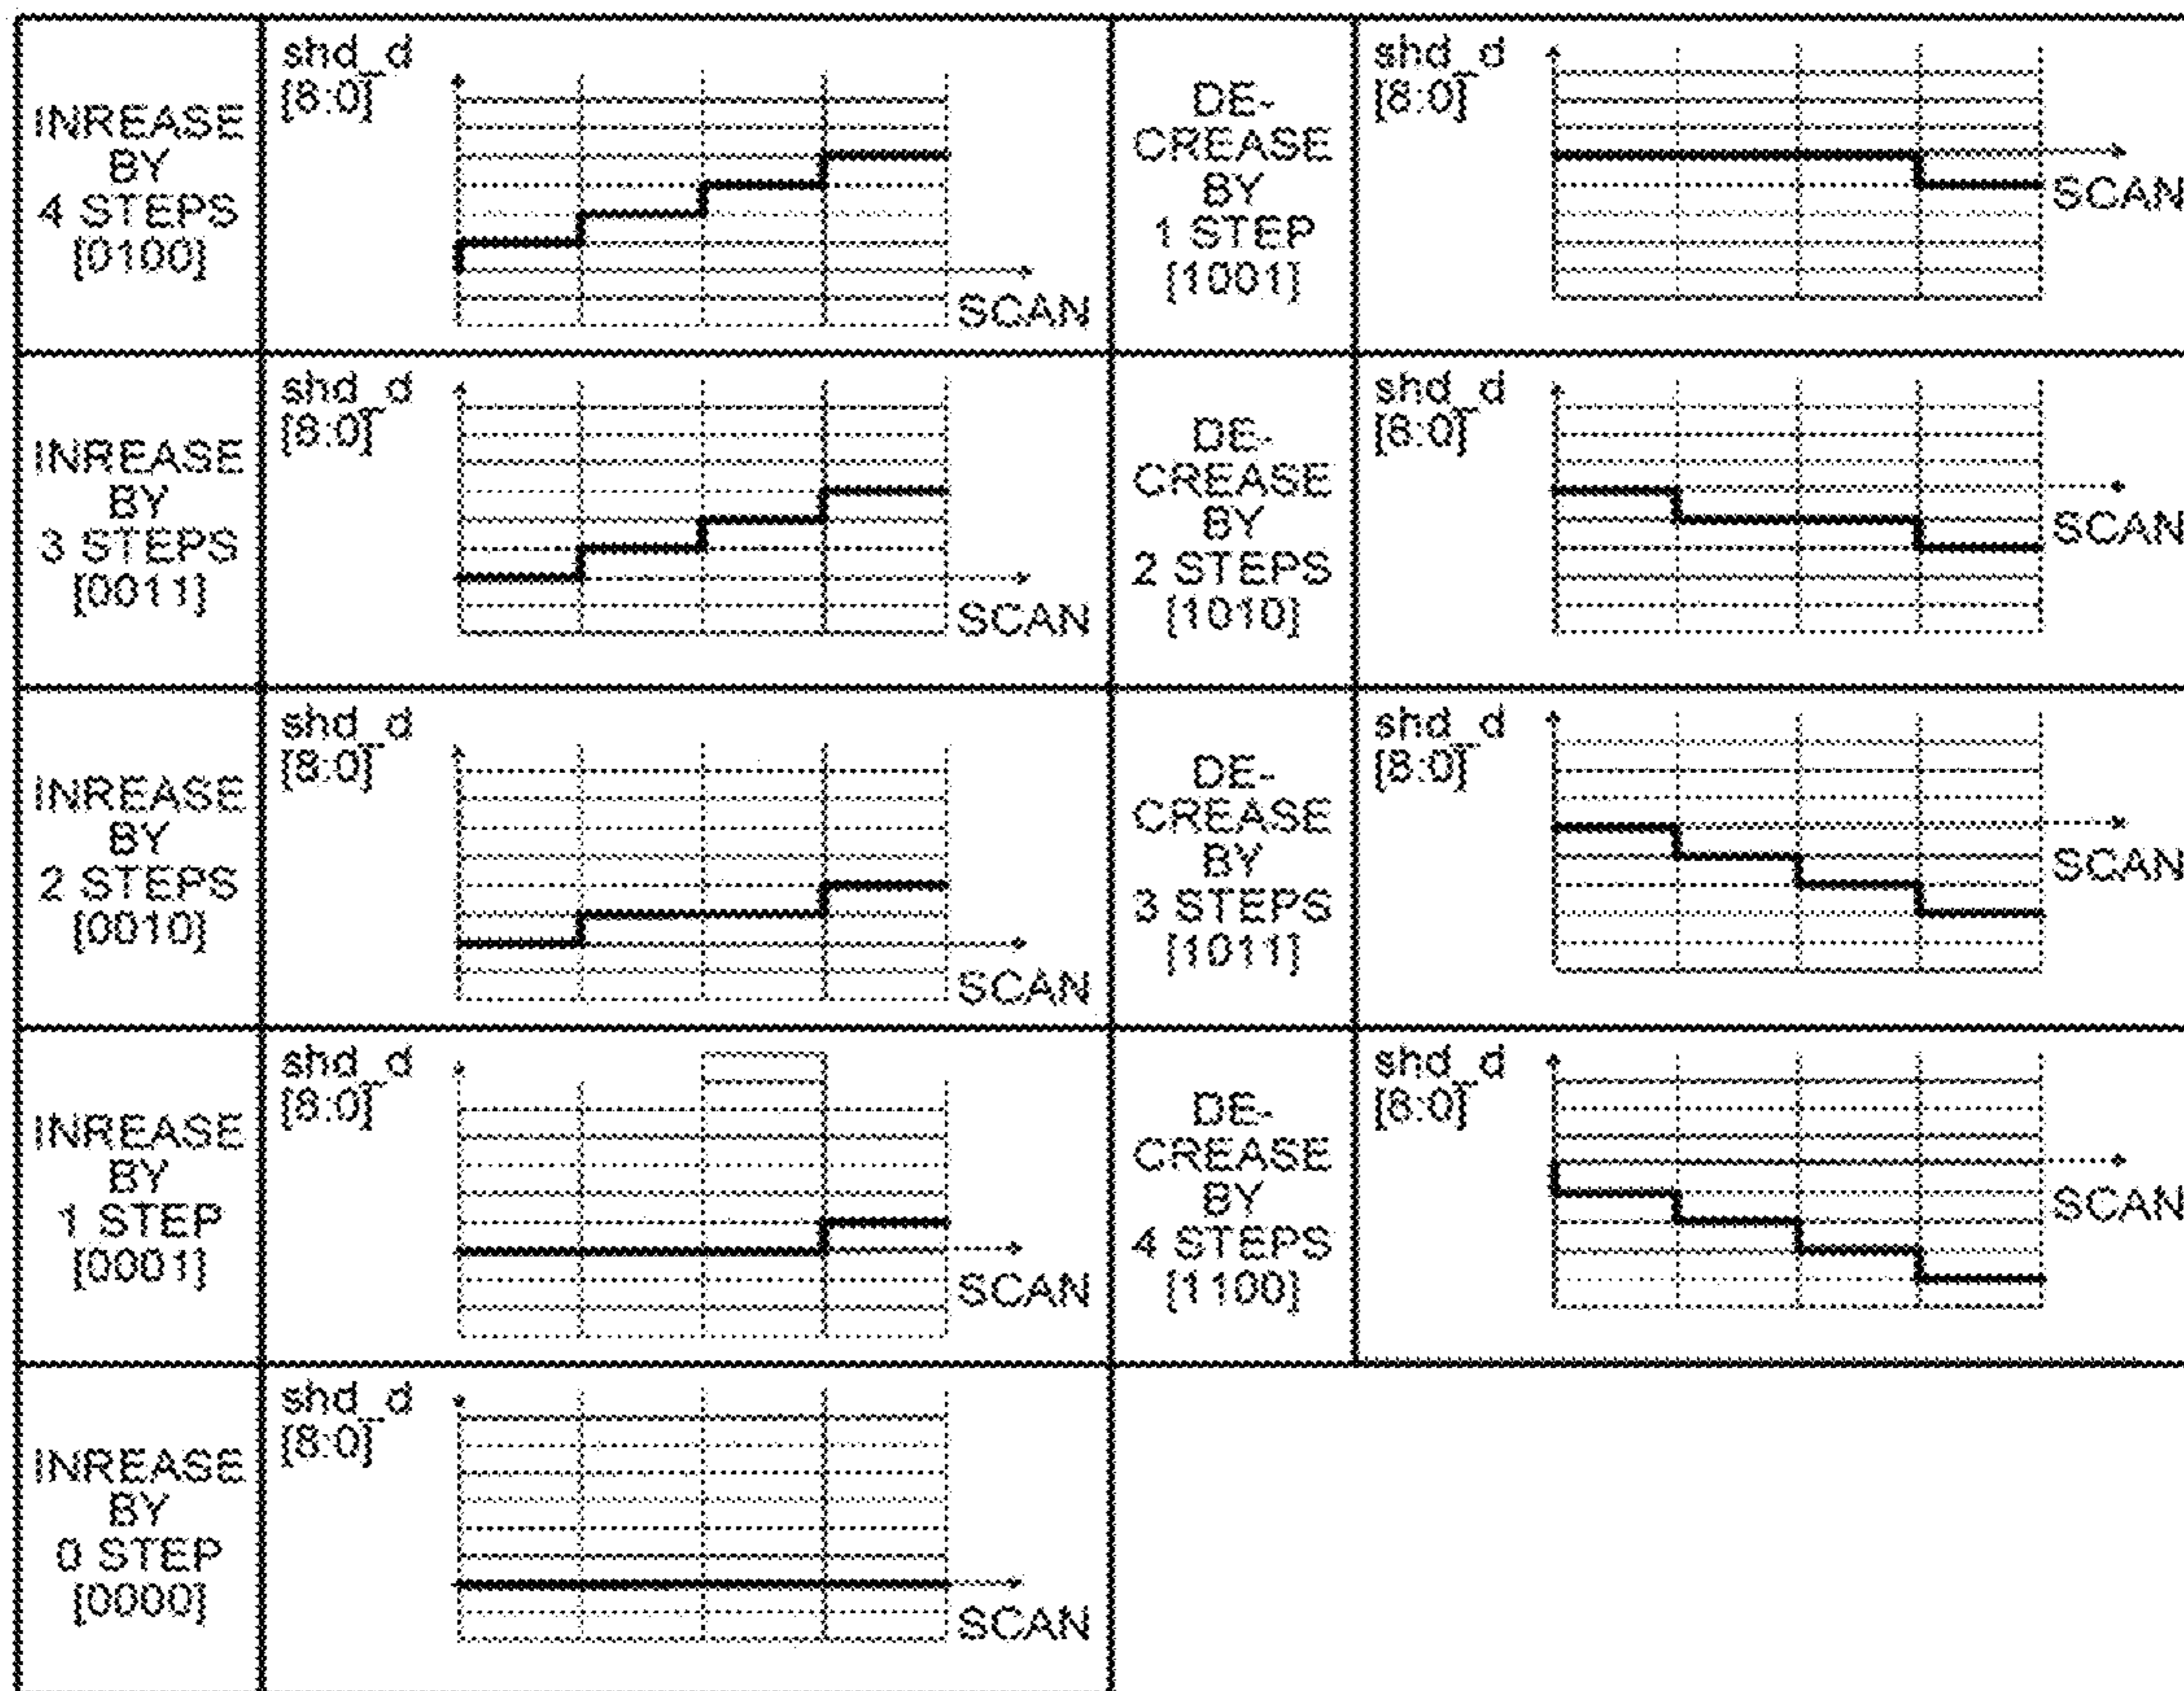 INREASE
BY
4 STEPS
[0100]
shd_d
[8:0]
SCAN
DE-
CREASE
BY
1 STEP
[1001]
shd_d
[8:0]
SCAN
INREASE
BY
3 STEPS
[0011]
shd_d
[8:0]
SCAN
DE-
CREASE
BY
2 STEPS
[1010]
shd_d
[8:0]
SCAN
INREASE
BY
2 STEPS
[0010]
shd_d
[8:0]
SCAN
DE-
CREASE
BY
3 STEPS
[1011]
shd_d
[8:0]
SCAN
INREASE
BY
1 STEP
[0001]
shd_d
[8:0]
SCAN
DE-
CREASE
BY
4 STEPS
[1100]
shd_d
[8:0]
SCAN
INREASE
BY
0 STEP
[0000]
shd_d
[8:0]
SCAN